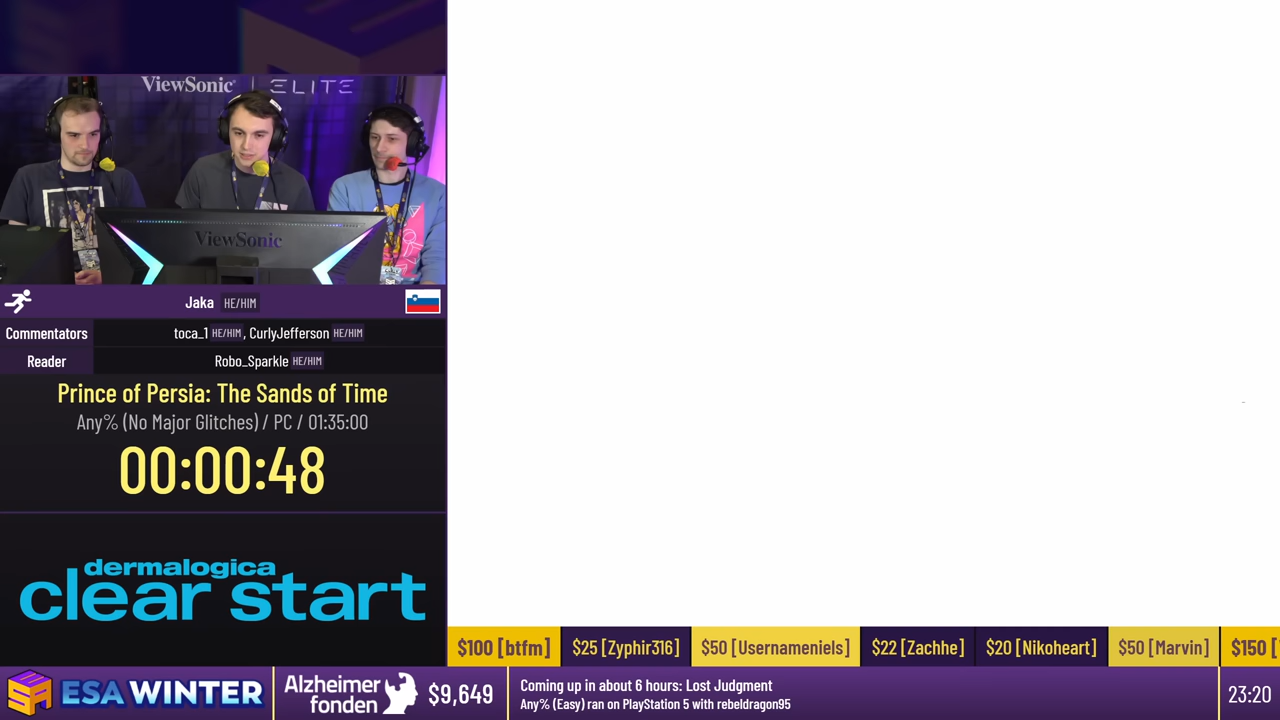 ViewSonic | ELITE
ViewSonic
Jaka HE/HIM
Commentators toca_1 HE/HIM, CurlyJefferson HE/HIM
Reader Robo_Sparkle HE/HIM
Prince of Persia: The Sands of Time
Any% (No Major Glitches) / PC / 01:35:00
00:00:48
dermalogica
clear start
$100 [btfm] $25 [Zyphir316] $50 [Usernameniels] $22 [Zachhe] $20 [Nikoheart] $50 [Marvin] $150 [
ESA WINTER
Alzheimer
fonden
$9,649
Coming up in about 6 hours: Lost Judgment
Any% (Easy) ran on PlayStation 5 with rebeldragon95
23:20